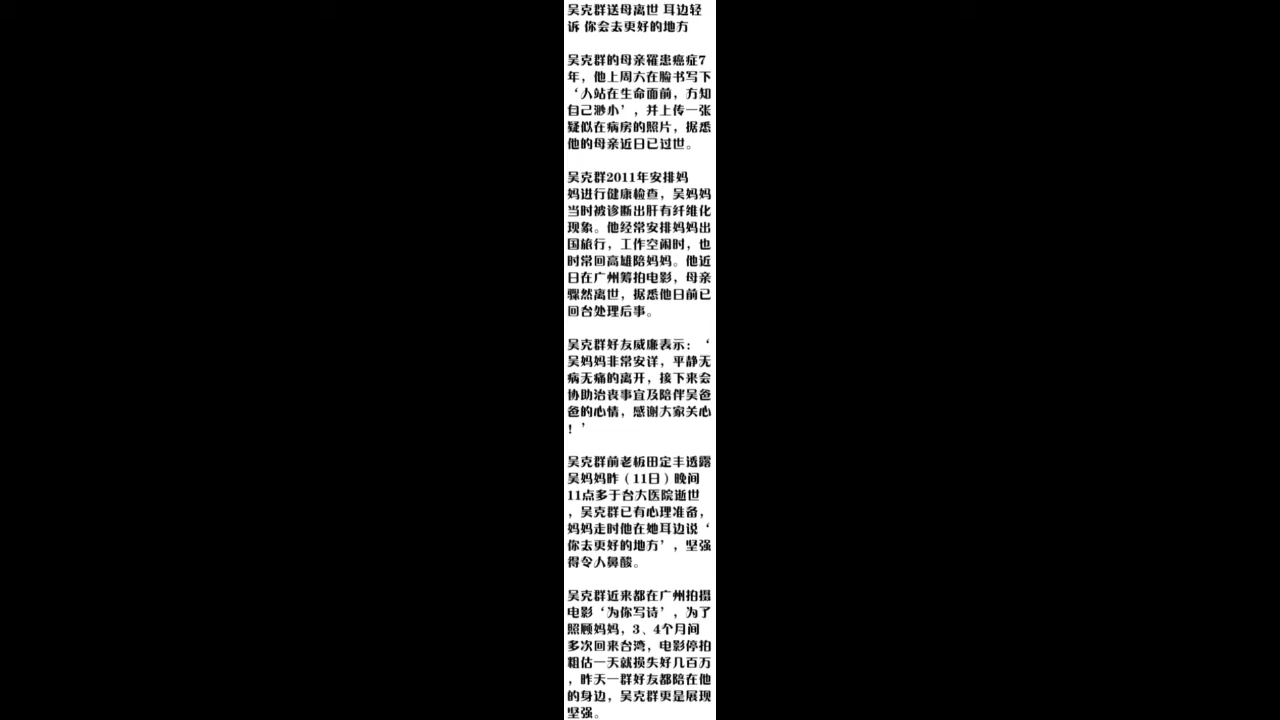 吴克群送母离世 耳边轻
诉 你会去更好的地方
吴克群的母亲罹患癌症7
年，他上周六在脸书写下
‘人站在生命面前，方知
自己渺小’，并上传一张
疑似在病房的照片，据悉
他的母亲近日已过世。
吴克群2011年安排妈
妈进行健康检查，吴妈妈
当时被诊断出肝有纤维化
现象。他经常安排妈妈出
国旅行，工作空闲时，也
时常回高雄陪妈妈。他近
日在广州筹拍电影，母亲
骤然离世，据悉他日前已
回台处理后事。
吴克群好友威廉表示：‘
吴妈妈非常安详，平静无
病无痛的离开，接下来会
协助治丧事宜及陪伴吴爸
爸的心情，感谢大家关心
！’
吴克群前老板田定丰透露
吴妈妈昨（11日）晚间
11点多于台大医院逝世
，吴克群已有心理准备，
妈妈走时他在她耳边说‘
你去更好的地方’，坚强
得令人鼻酸。
吴克群近来都在广州拍摄
电影‘为你写诗’，为了
照顾妈妈，3、4个月间
多次回来台湾，电影停拍
粗估一天就损失好几百万
，昨天一群好友都陪在他
的身边，吴克群更是展现
坚强。